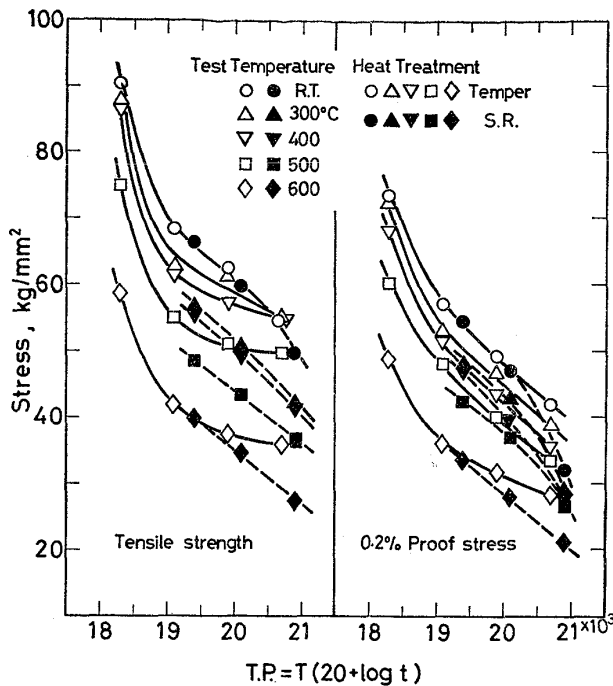 Test Temperature
R.T.
300°C
400
500
600
Heat Treatment
Temper
S.R.
100
80
60
40
20
Stress, kg/mm²
Tensile strength
0.2% Proof stress
18 19 20 21
18 19 20 21 ×10³
T.P. = T (20 + log t)